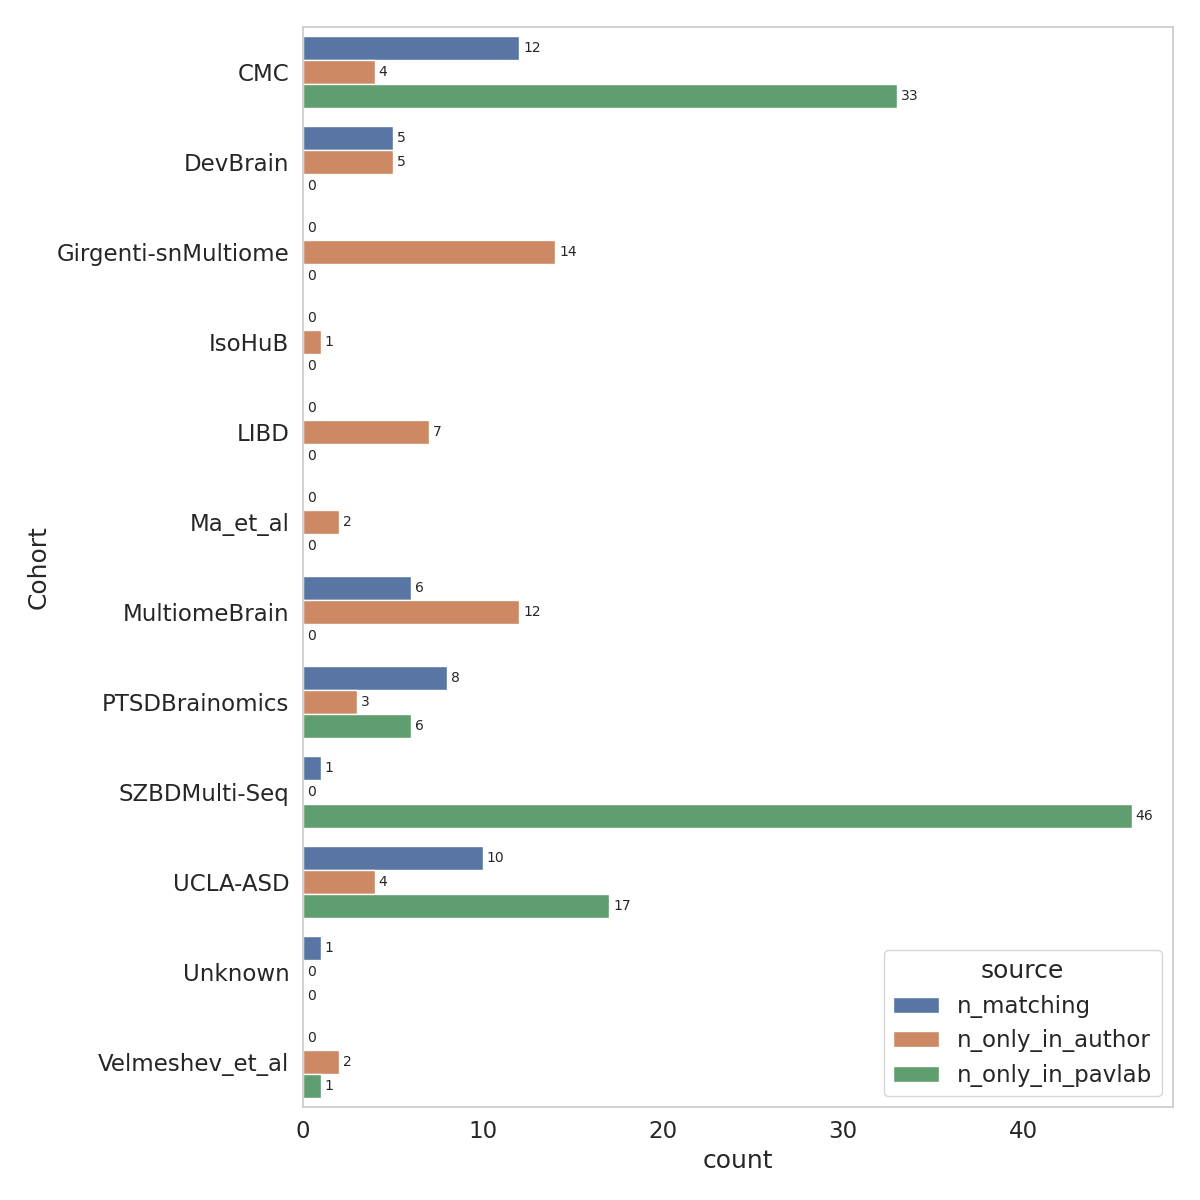 CMC
12
4
33
DevBrain
5
5
0
Girgenti-snMultiome
0
14
0
IsoHuB
0
1
0
LIBD
0
7
0
Ma_et_al
0
2
0
MultiomeBrain
6
12
0
PTSDBrainomics
8
3
6
SZBDMulti-Seq
1
0
46
UCLA-ASD
10
4
17
Unknown
1
0
0
Velmeshev_et_al
0
2
1
Cohort
0 10 20 30 40
count
source
n_matching
n_only_in_author
n_only_in_pavlab